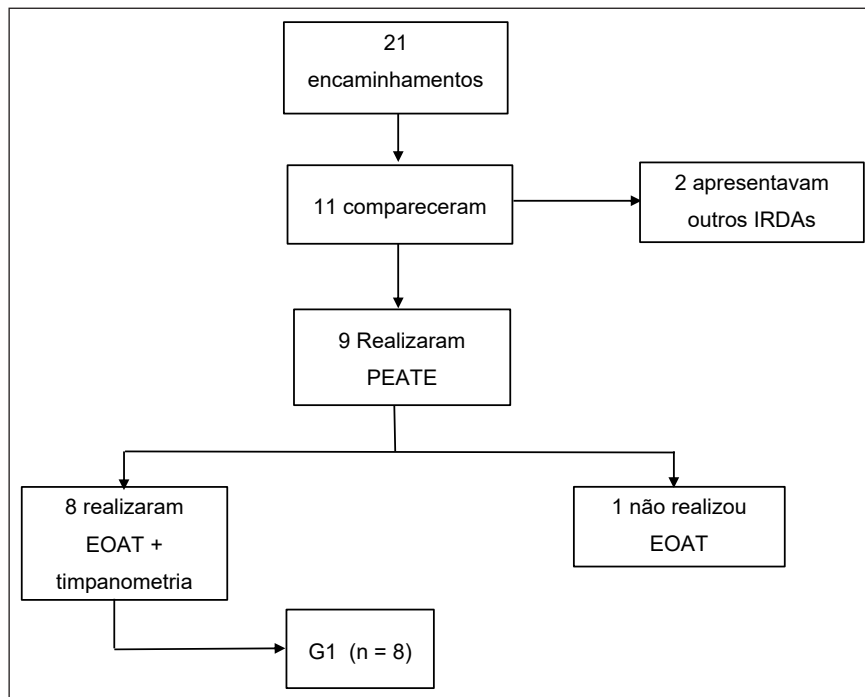 21
encaminhamentos
11 compareceram
2 apresentavam
outros IRDAs
9 Realizaram
PEATE
8 realizaram
EOAT +
timpanometria
1 não realizou
EOAT
G1 (n = 8)